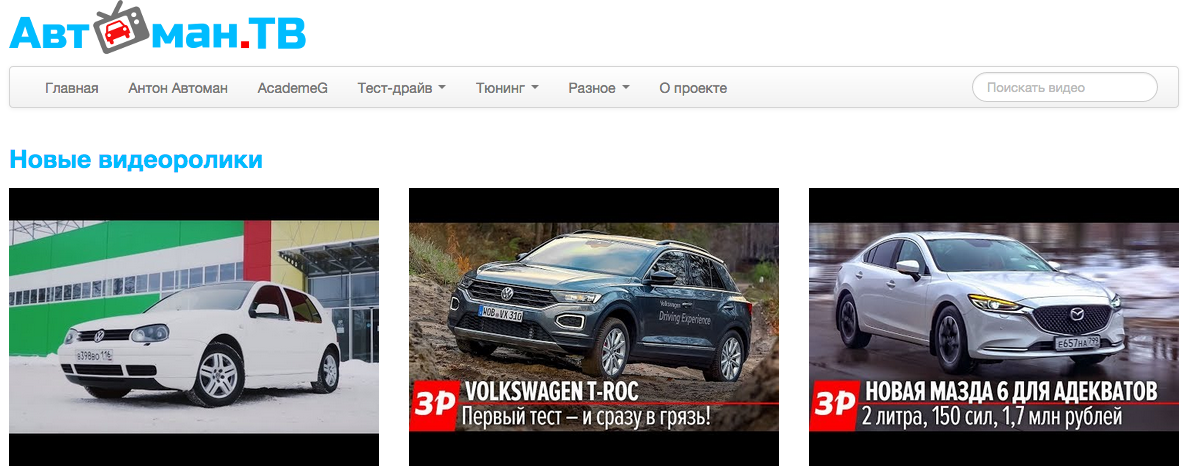 Автоман.ТВ
Главная Антон Автоман AcademeG Тест-драйв Тюнинг Разное О проекте Поискать видео
Новые видеоролики
в398во 116
WOB VX 310
Volkswagen
Driving Experience
е657на 799
ЗР VOLKSWAGEN T-ROC
Первый тест – и сразу в грязь!
ЗР НОВАЯ МАЗДА 6 ДЛЯ АДЕКВАТОВ
2 литра, 150 сил, 1,7 млн рублей